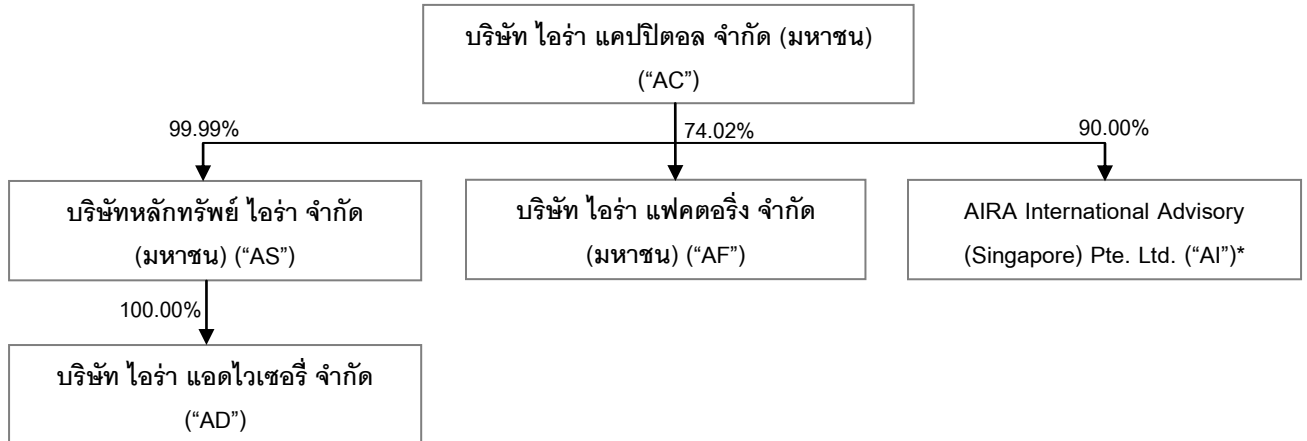 บริษัท ไอร่า แคปปิตอล จำกัด (มหาชน)
(“AC”)
99.99%
74.02%
90.00%
บริษัทหลักทรัพย์ ไอร่า จำกัด
(มหาชน) (“AS”)
บริษัท ไอร่า แฟคตอริ่ง จำกัด
(มหาชน) (“AF”)
AIRA International Advisory
(Singapore) Pte. Ltd. (“AI”)*
100.00%
บริษัท ไอร่า แอดไวเซอรี่ จำกัด
(“AD”)